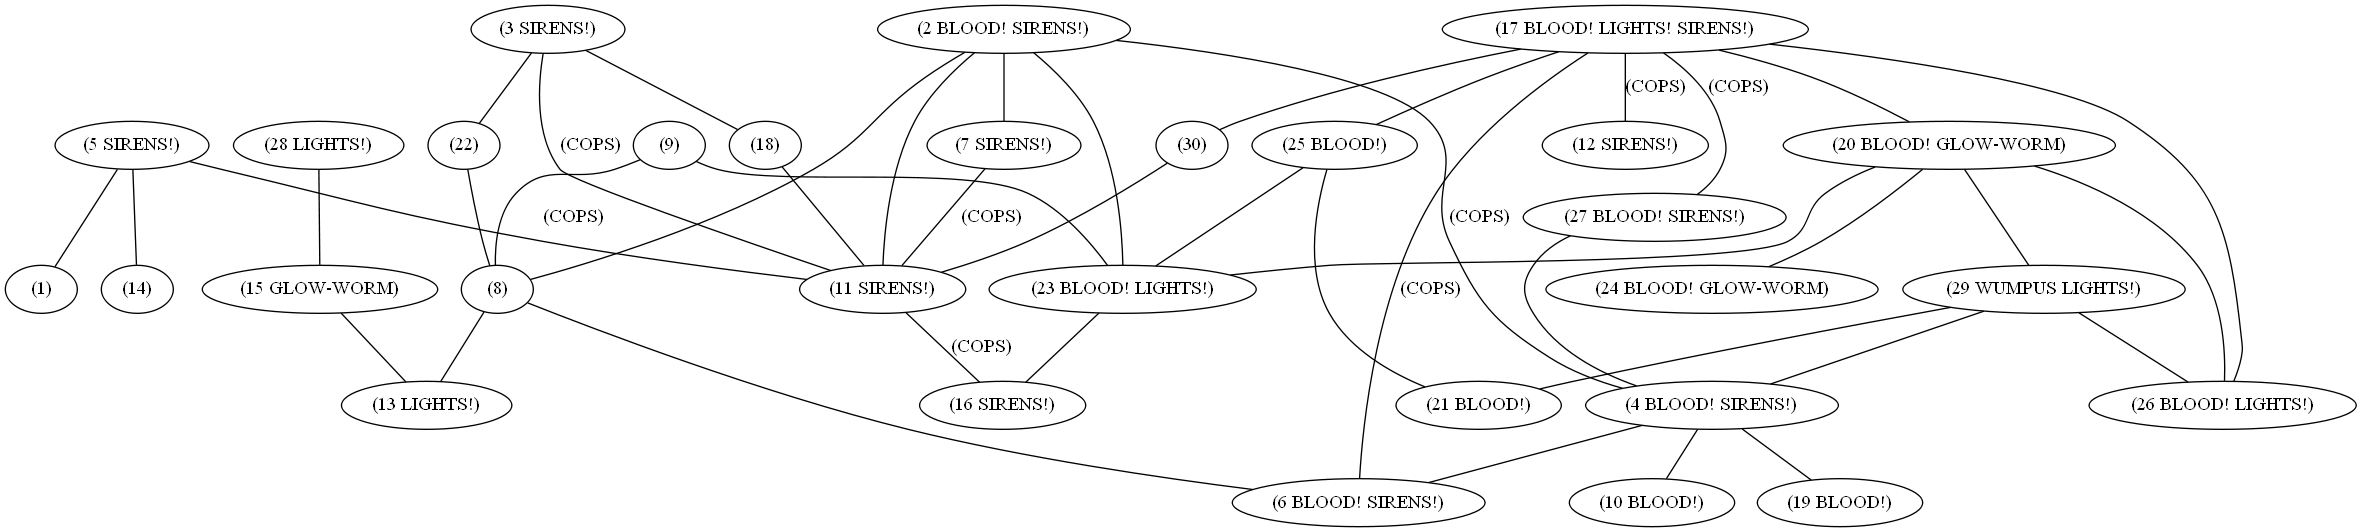 (3 SIRENS!)
(2 BLOOD! SIRENS!)
(17 BLOOD! LIGHTS! SIRENS!)
(COPS)
(COPS)
(5 SIRENS!)
(28 LIGHTS!)
(22)
(COPS)
(9)
(18)
(7 SIRENS!)
(30)
(25 BLOOD!)
(12 SIRENS!)
(20 BLOOD! GLOW-WORM)
(COPS)
(COPS)
(COPS)
(27 BLOOD! SIRENS!)
(1)
(14)
(15 GLOW-WORM)
(8)
(11 SIRENS!)
(23 BLOOD! LIGHTS!)
(COPS)
(24 BLOOD! GLOW-WORM)
(29 WUMPUS LIGHTS!)
(COPS)
(13 LIGHTS!)
(16 SIRENS!)
(21 BLOOD!)
(4 BLOOD! SIRENS!)
(26 BLOOD! LIGHTS!)
(6 BLOOD! SIRENS!)
(10 BLOOD!)
(19 BLOOD!)